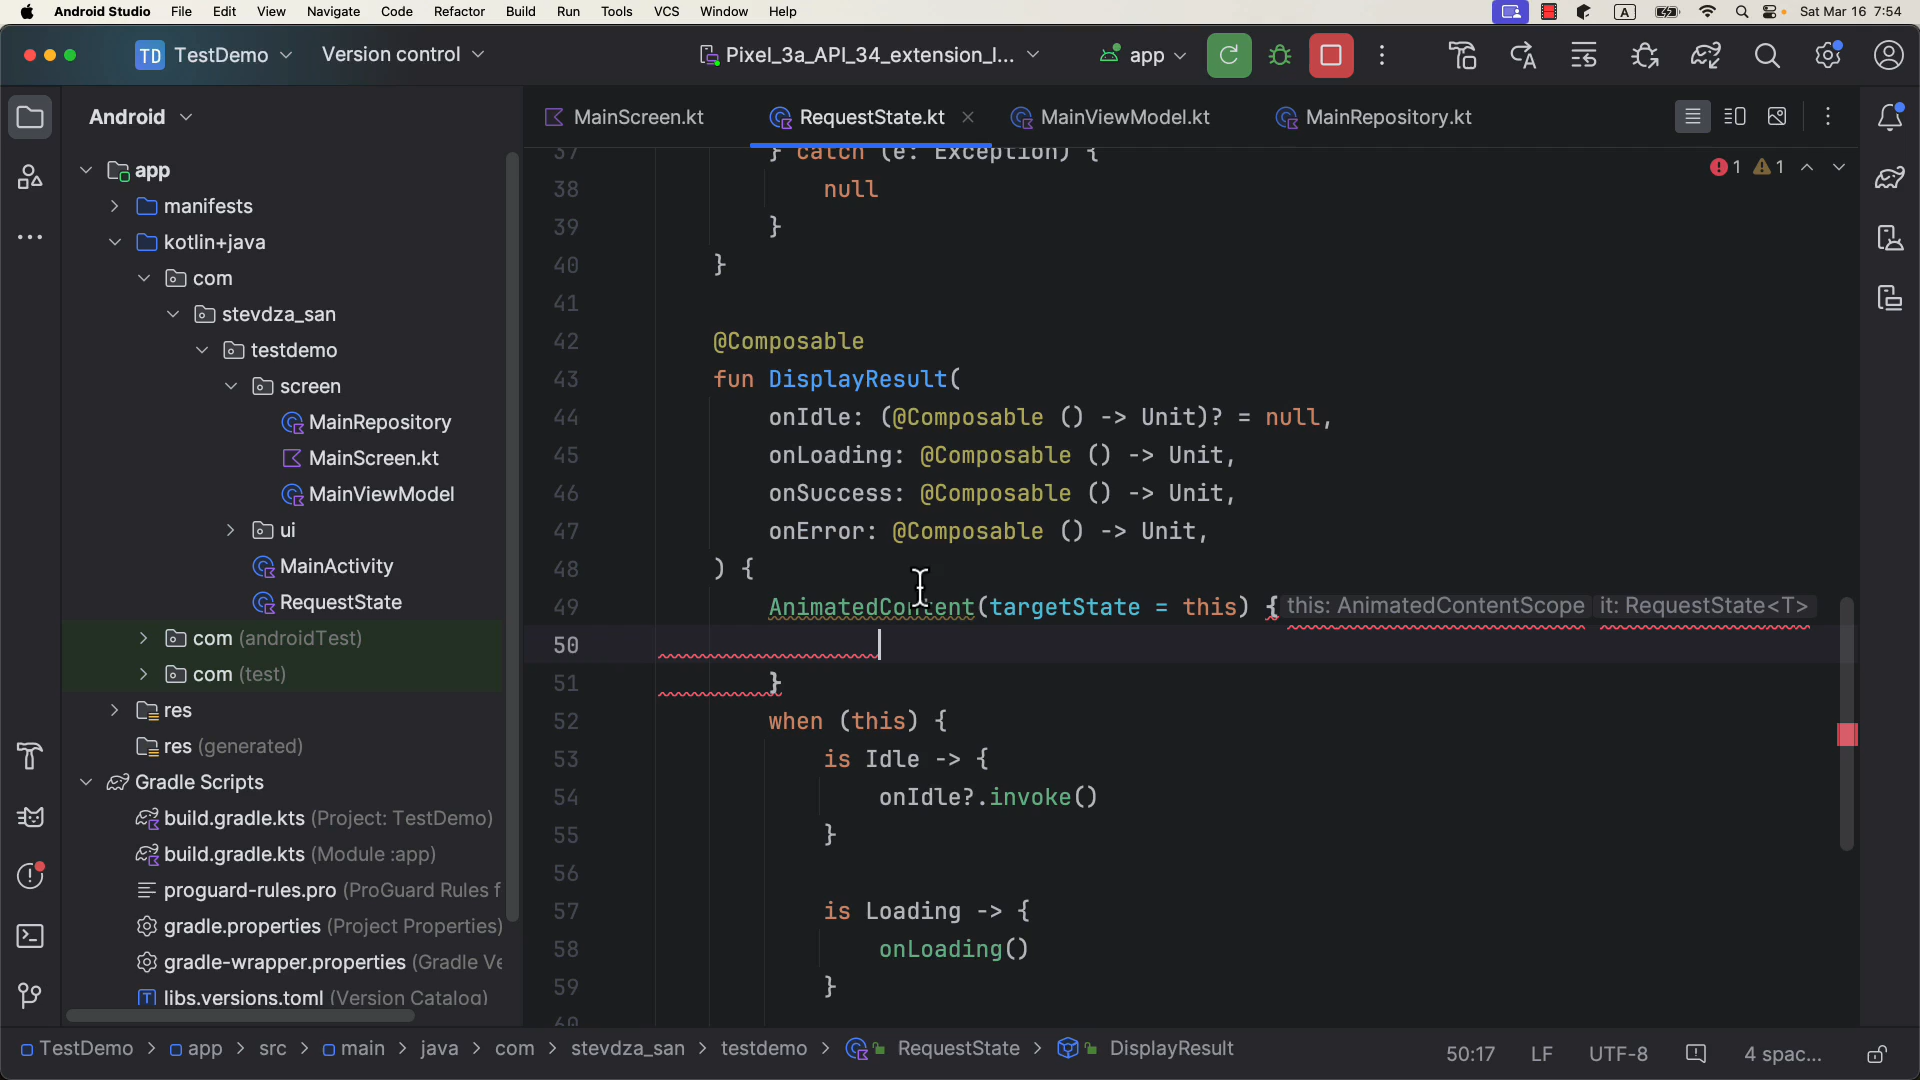 Android Studio File Edit View Navigate Code Refactor Build Run Tools VCS Window Help A Sat Mar 16 7:54
TD TestDemo Version control Pixel_3a_API_34_extension_l... app
Android
MainScreen.kt RequestState.kt MainViewModel.kt MainRepository.kt
app
manifests
kotlin+java
com
stevdza_san
testdemo
screen
MainRepository
MainScreen.kt
MainViewModel
ui
MainActivity
RequestState
com (androidTest)
com (test)
res
res (generated)
Gradle Scripts
build.gradle.kts (Project: TestDemo)
build.gradle.kts (Module :app)
proguard-rules.pro (ProGuard Rules f
gradle.properties (Project Properties)
gradle-wrapper.properties (Gradle Ve
libs.versions.toml (Version Catalog)
1 1
37 } catch (e: Exception) {
38 null
39 }
40 }
41
42 @Composable
43 fun DisplayResult(
44 onIdle: (@Composable () -> Unit)? = null,
45 onLoading: @Composable () -> Unit,
46 onSuccess: @Composable () -> Unit,
47 onError: @Composable () -> Unit,
48 ) {
49 AnimatedContent(targetState = this) { this: AnimatedContentScope it: RequestState<T>
50
51 }
52 when (this) {
53 is Idle -> {
54 onIdle?.invoke()
55 }
56
57 is Loading -> {
58 onLoading()
59 }
60
TestDemo > app > src > main > java > com > stevdza_san > testdemo > RequestState > DisplayResult 50:17 LF UTF-8 4 spac...